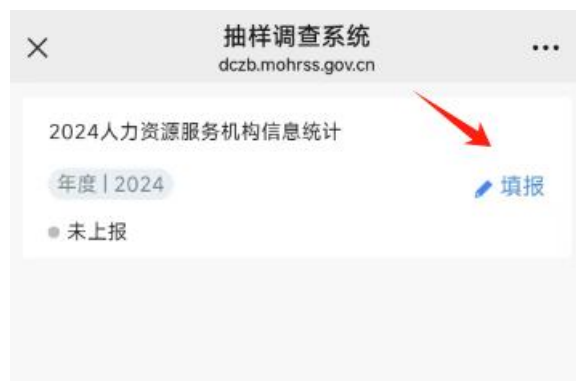 抽样调查系统
dczb.mohrss.gov.cn
2024人力资源服务机构信息统计
年度 | 2024
填报
未上报